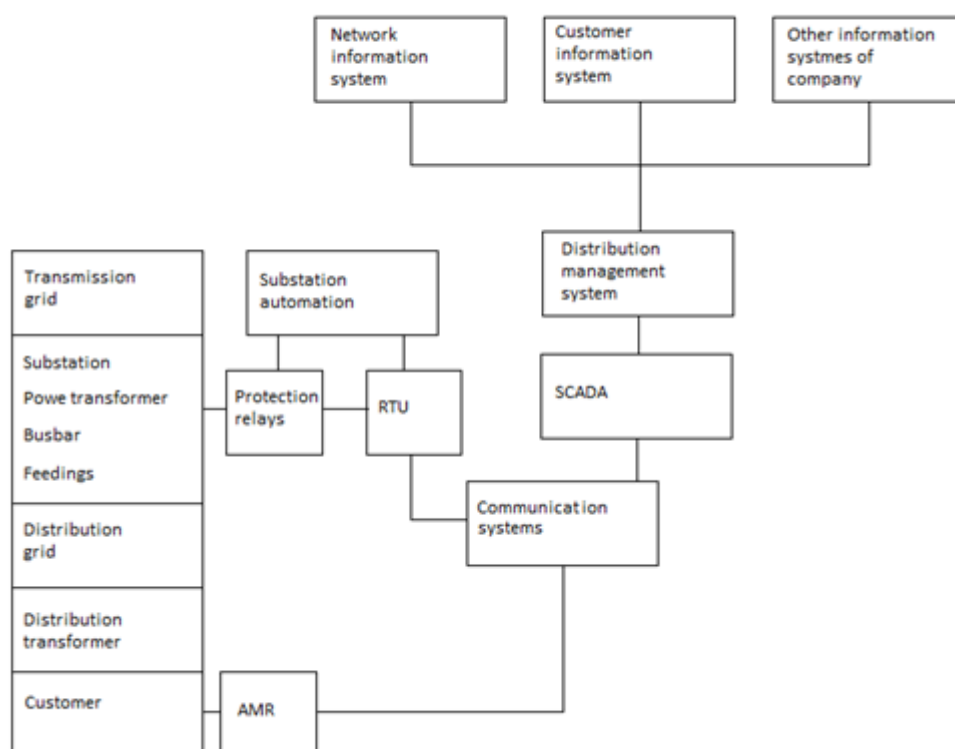 Network
information
system
Customer
information
system
Other information
systmes of
company
Distribution
management
system
Transmission
grid
Substation
automation
Substation
Powe transformer
Busbar
Feedings
Protection
relays
RTU
SCADA
Communication
systems
Distribution
grid
Distribution
transformer
Customer
AMR